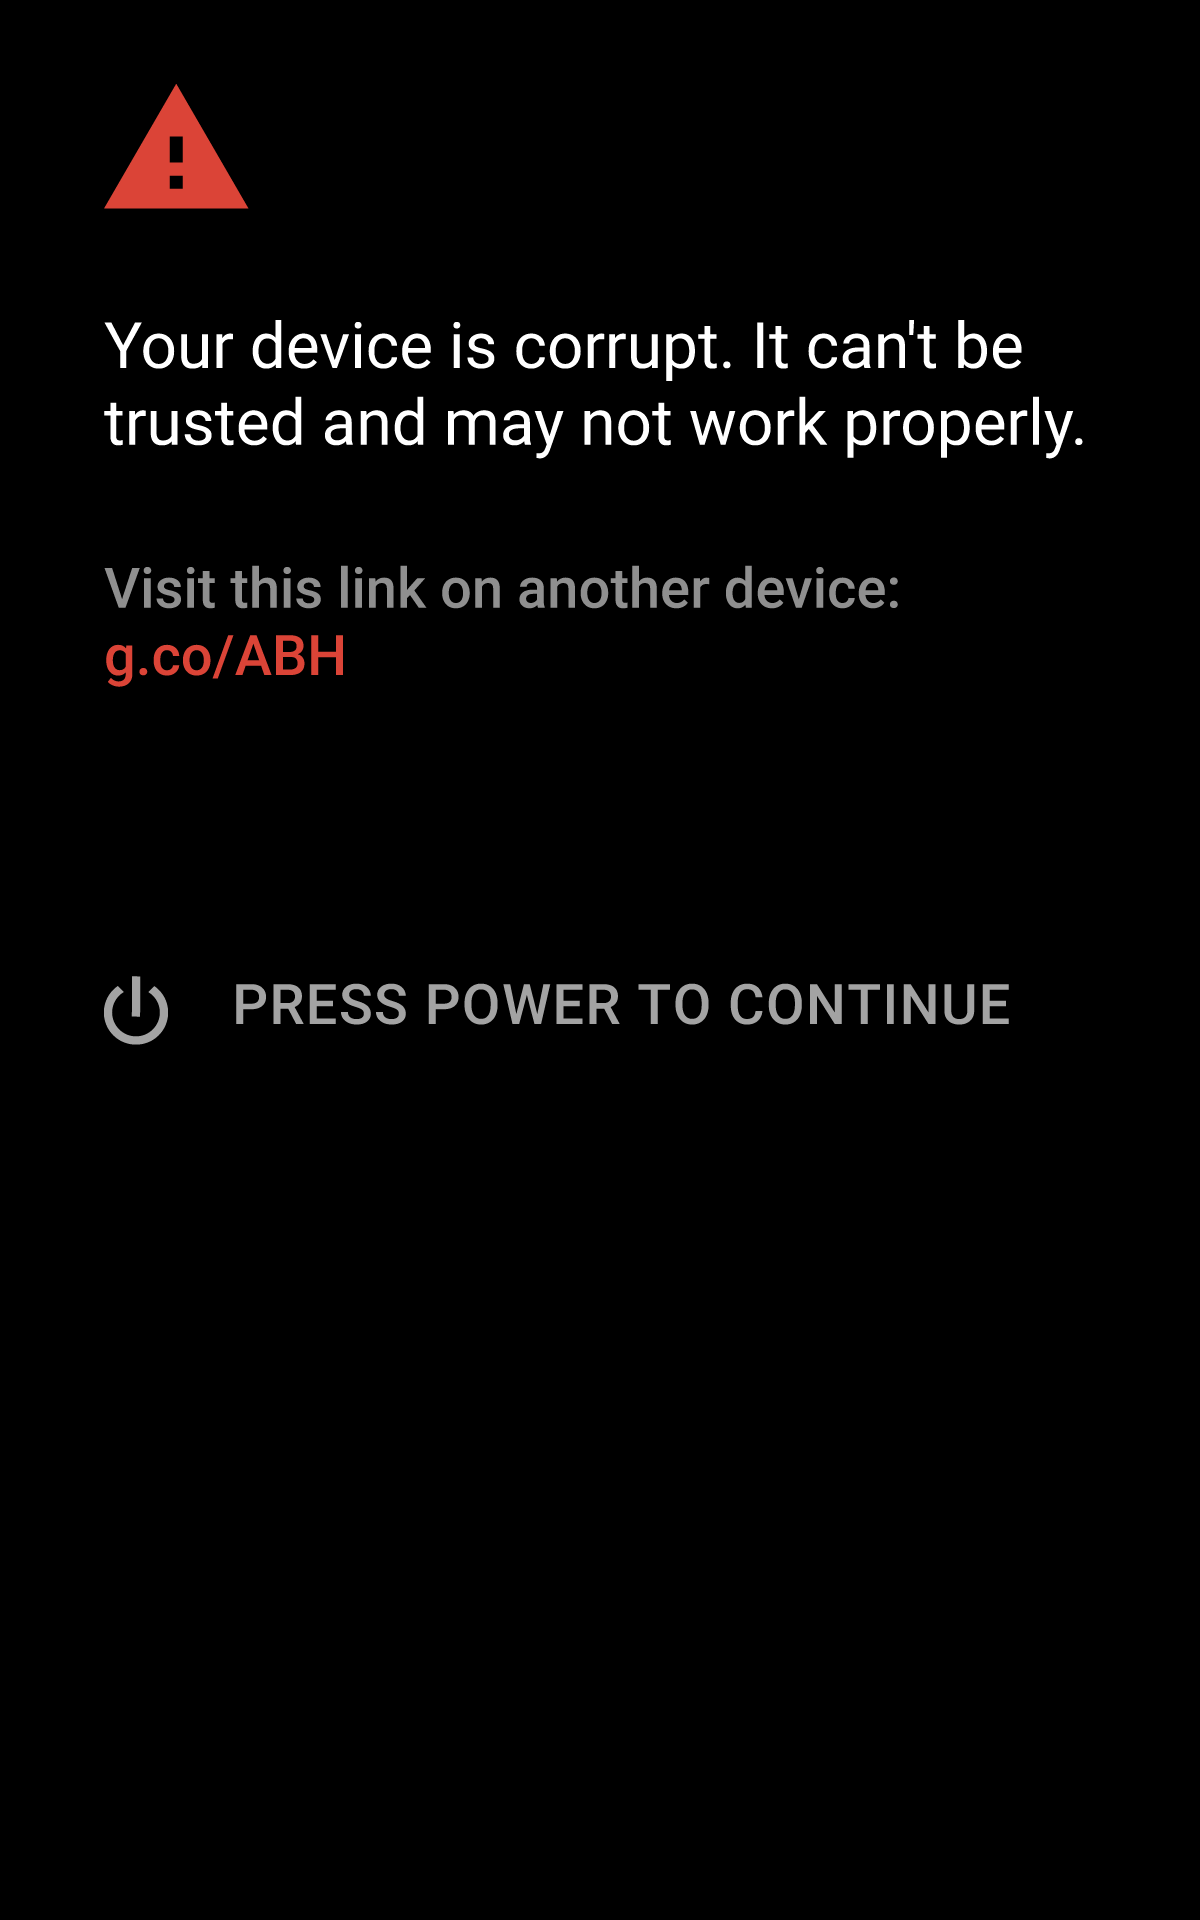 Your device is corrupt. It can't be
trusted and may not work properly.
Visit this link on another device:
g.co/ABH
PRESS POWER TO CONTINUE